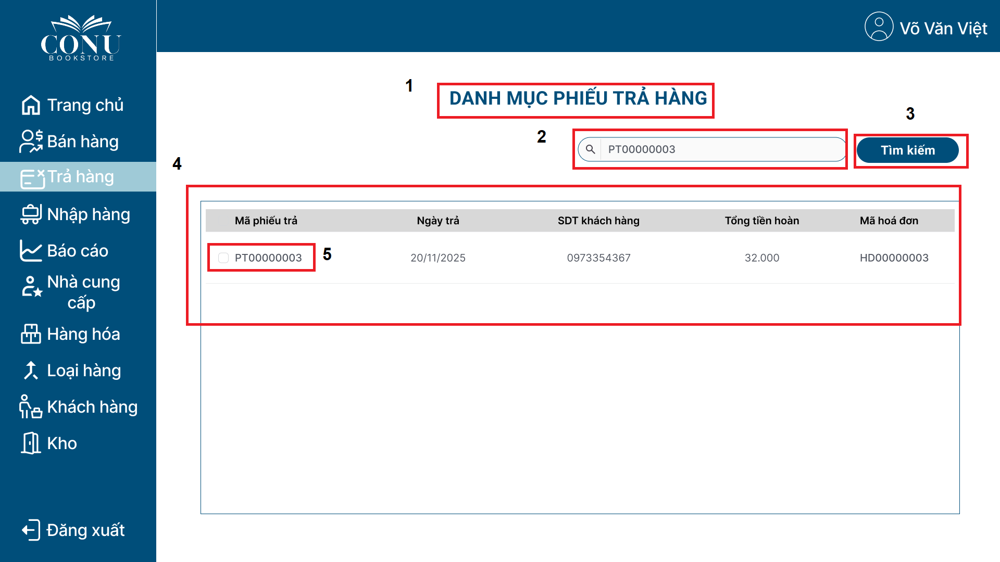 CONU
BOOKSTORE
Võ Văn Việt
Trang chủ
Bán hàng
Trả hàng
Nhập hàng
Báo cáo
Nhà cung
cấp
Hàng hóa
Loại hàng
Khách hàng
Kho
Đăng xuất
1
DANH MỤC PHIẾU TRẢ HÀNG
2
PT00000003
3
Tìm kiếm
4
Mã phiếu trả Ngày trả SDT khách hàng Tổng tiền hoàn Mã hoá đơn
PT00000003 5 20/11/2025 0973354367 32.000 HD00000003